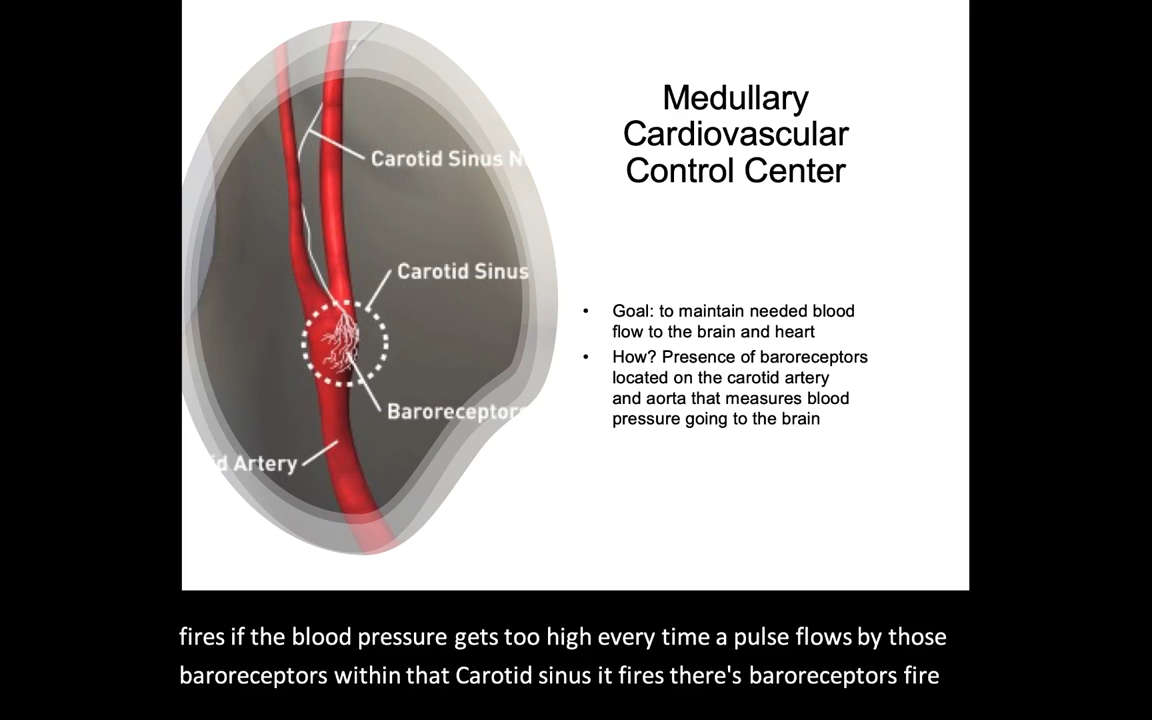 Medullary
Cardiovascular
Control Center
Carotid Sinus N
Carotid Sinus
Baroreceptors
id Artery
• Goal: to maintain needed blood
flow to the brain and heart
• How? Presence of baroreceptors
located on the carotid artery
and aorta that measures blood
pressure going to the brain
fires if the blood pressure gets too high every time a pulse flows by those
baroreceptors within that Carotid sinus it fires there's baroreceptors fire